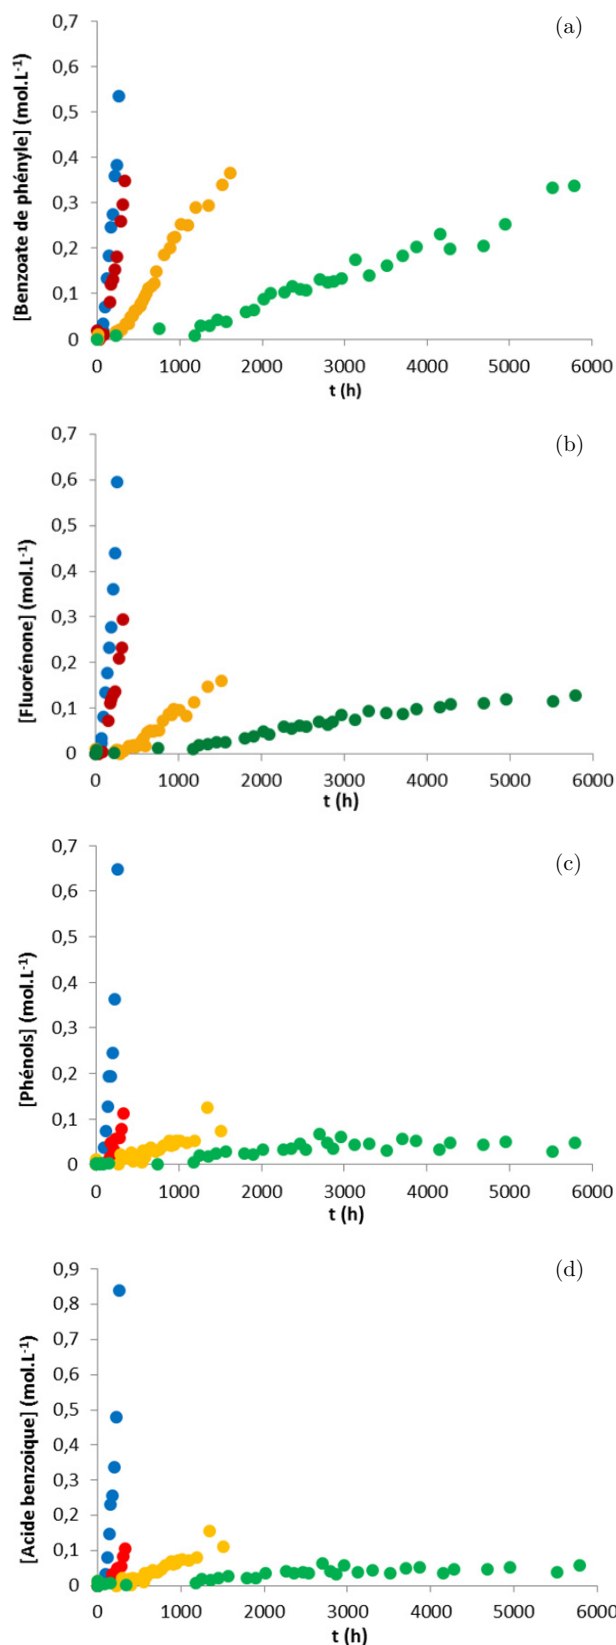 (a)
[Benzoate de phényle] (mol.L-1)
0,7
0,6
0,5
0,4
0,3
0,2
0,1
0
0 1000 2000 3000 4000 5000 6000
t (h)
(b)
[Fluorénone] (mol.L-1)
0,7
0,6
0,5
0,4
0,3
0,2
0,1
0
0 1000 2000 3000 4000 5000 6000
t (h)
(c)
[Phénols] (mol.L-1)
0,7
0,6
0,5
0,4
0,3
0,2
0,1
0
0 1000 2000 3000 4000 5000 6000
t (h)
(d)
[Acide benzoique] (mol.L-1)
0,9
0,8
0,7
0,6
0,5
0,4
0,3
0,2
0,1
0
0 1000 2000 3000 4000 5000 6000
t (h)